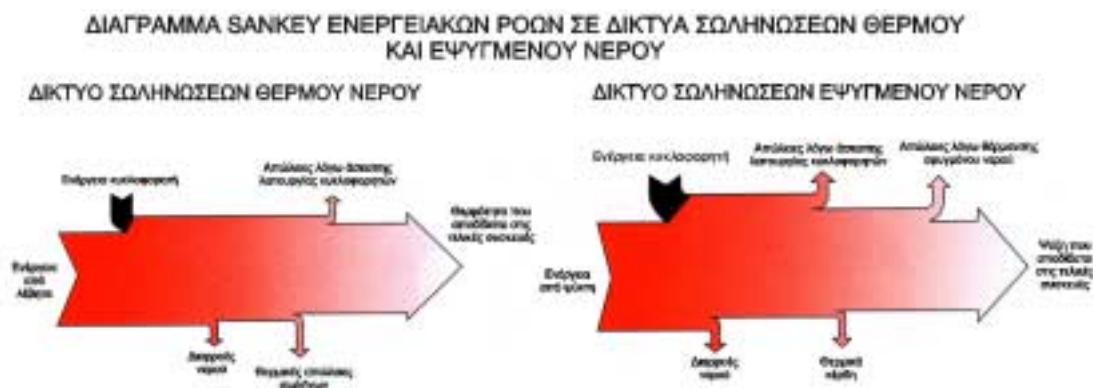 ΔΙΑΓΡΑΜΜΑ SANKEY ΕΝΕΡΓΕΙΑΚΩΝ ΡΟΩΝ ΣΕ ΔΙΚΤΥΑ ΣΩΛΗΝΩΣΕΩΝ ΘΕΡΜΟΥ
ΚΑΙ ΕΨΥΓΜΕΝΟΥ ΝΕΡΟΥ
ΔΙΚΤΥΟ ΣΩΛΗΝΩΣΕΩΝ ΘΕΡΜΟΥ ΝΕΡΟΥ
Ενέργεια κυκλοφορητή
Απώλειες λόγω άσκοπης
λειτουργίας κυκλοφορητών
Θερμότητα που
αποδίδεται στις
τελικές συσκευές
Ενέργεια
από
λέβητα
Διαρροές
νερού
Θερμικές απώλειες
ΔΙΚΤΥΟ ΣΩΛΗΝΩΣΕΩΝ ΕΨΥΓΜΕΝΟΥ ΝΕΡΟΥ
Ενέργεια κυκλοφορητή
Απώλειες λόγω άσκοπης
λειτουργίας κυκλοφορητών
Απώλειες λόγω θέρμανσης
εψυγμένου νερού
Ψύξη που
αποδίδεται
στις τελικές
συσκευές
Ενέργεια
από ψύκτη
Διαρροές
νερού
Θερμικά
κέρδη